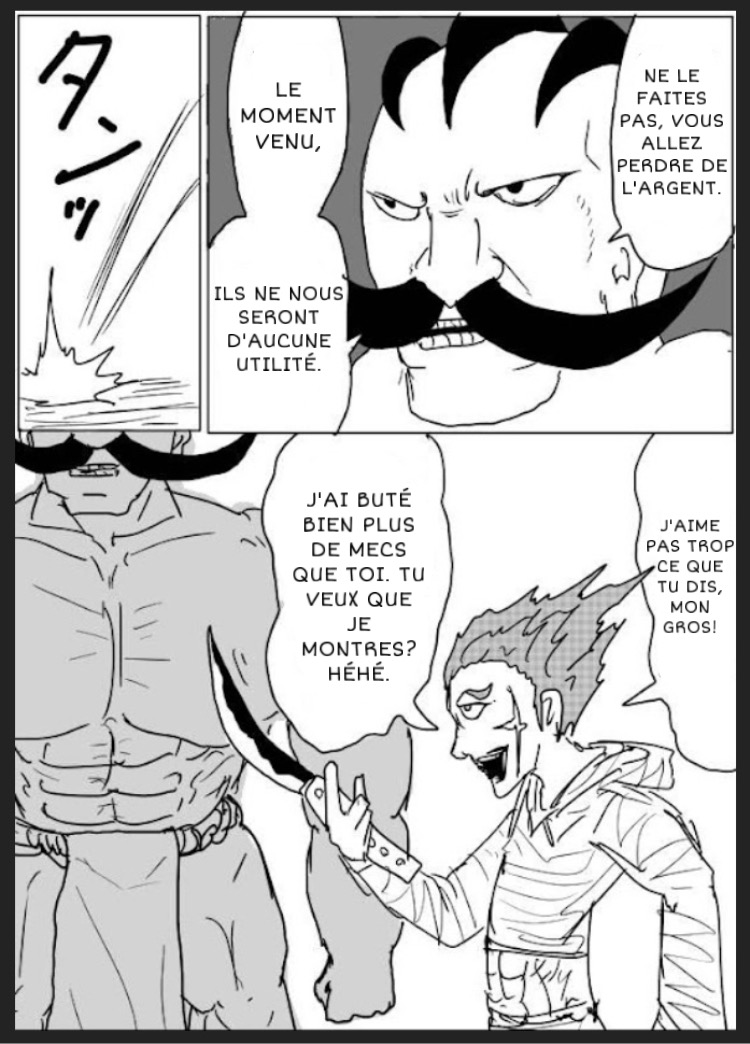 NE LE
FAITES
PAS, VOUS
ALLEZ
PERDRE DE
L'ARGENT.
LE
MOMENT
VENU,
ILS NE NOUS
SERONT
D'AUCUNE
UTILITÉ.
タンッ
J'AIME
PAS TROP
CE QUE
TU DIS,
MON
GROS!
J'AI BUTÉ
BIEN PLUS
DE MECS
QUE TOI. TU
VEUX QUE
JE
MONTRES?
HÉHÉ.